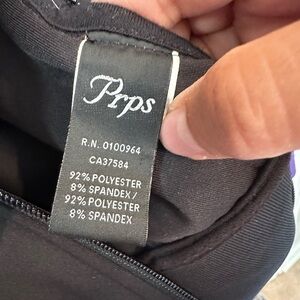 Prps
R.N. 0100964
CA37584
92% POLYESTER
8% SPANDEX /
92% POLYESTER
8% SPANDEX